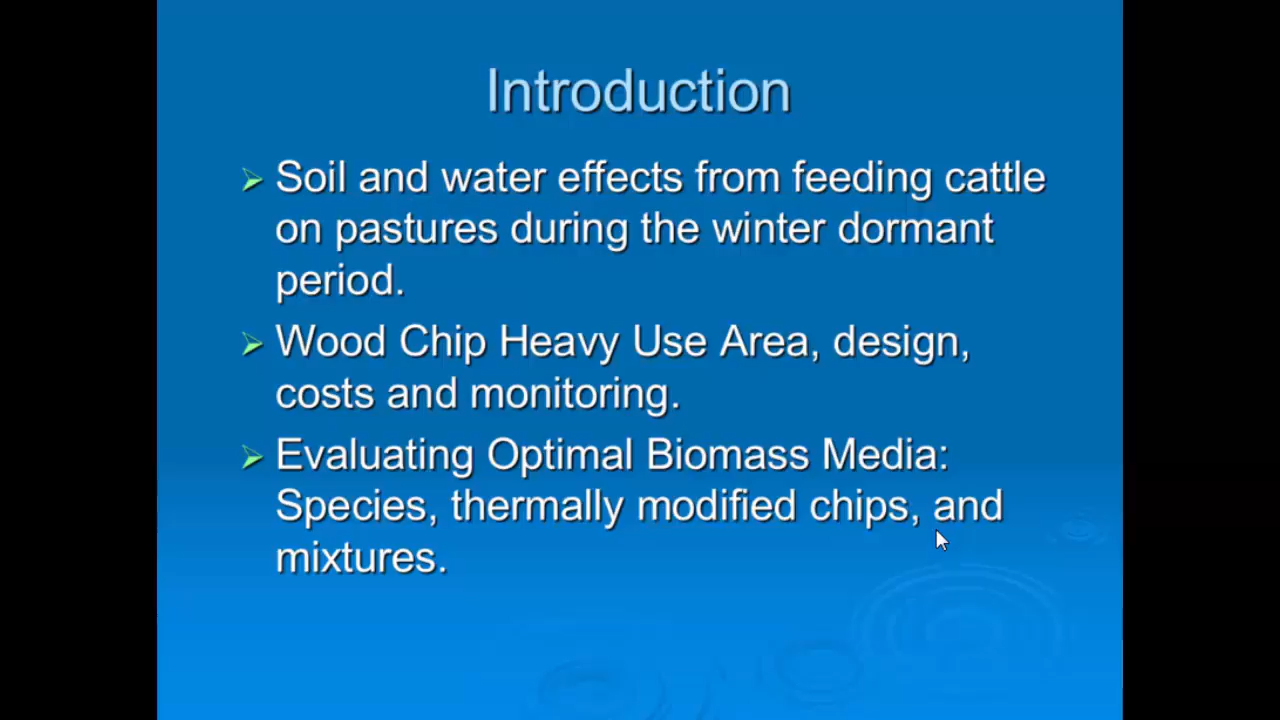 Introduction
Soil and water effects from feeding cattle
on pastures during the winter dormant
period.
Wood Chip Heavy Use Area, design,
costs and monitoring.
Evaluating Optimal Biomass Media:
Species, thermally modified chips, and
mixtures.